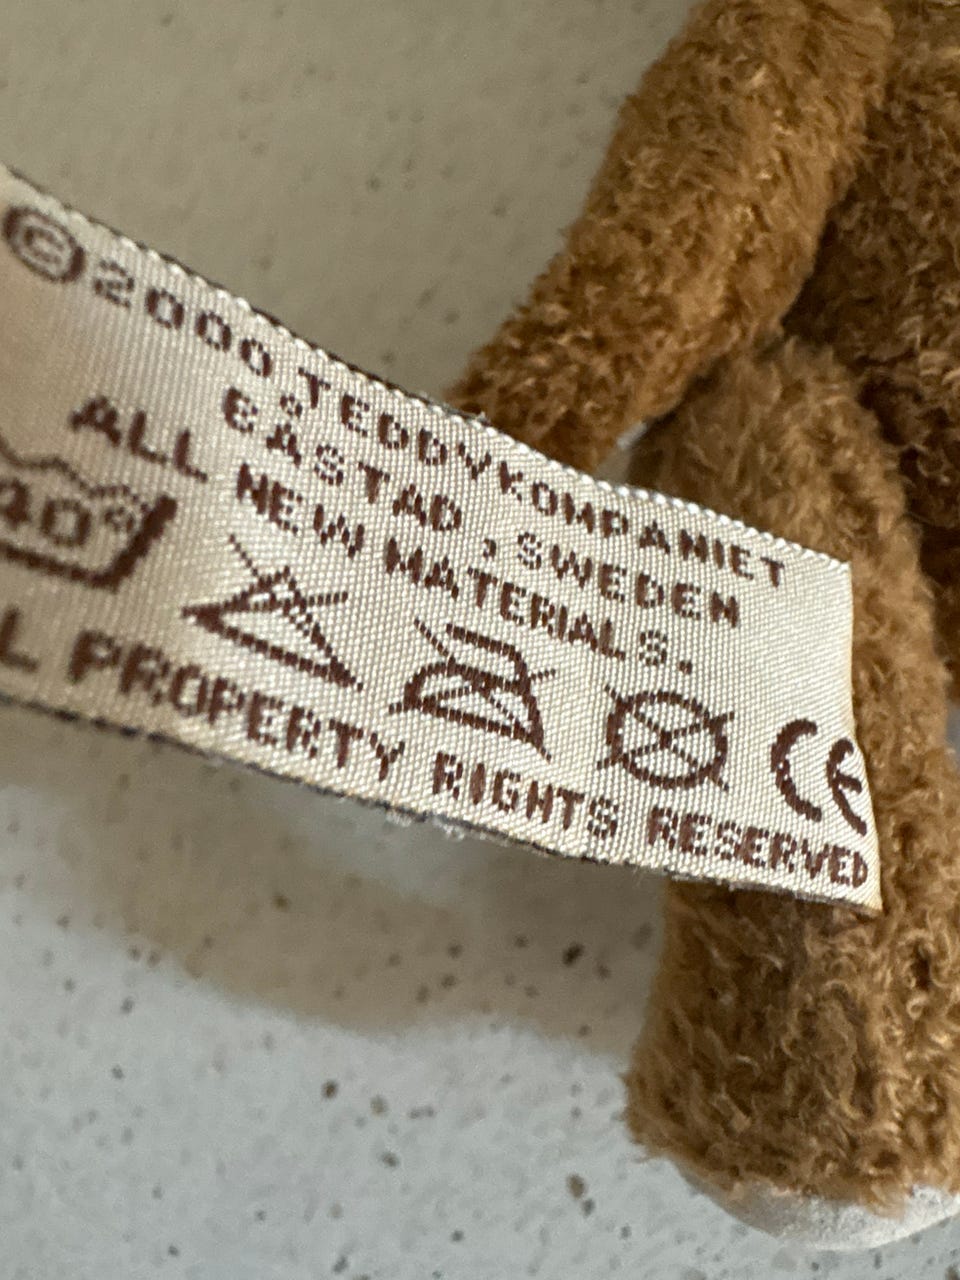 © 2000 TEDDYKOMPANIET
BÅSTAD, SWEDEN
ALL NEW MATERIALS.
40°
CE
L PROPERTY RIGHTS RESERVED